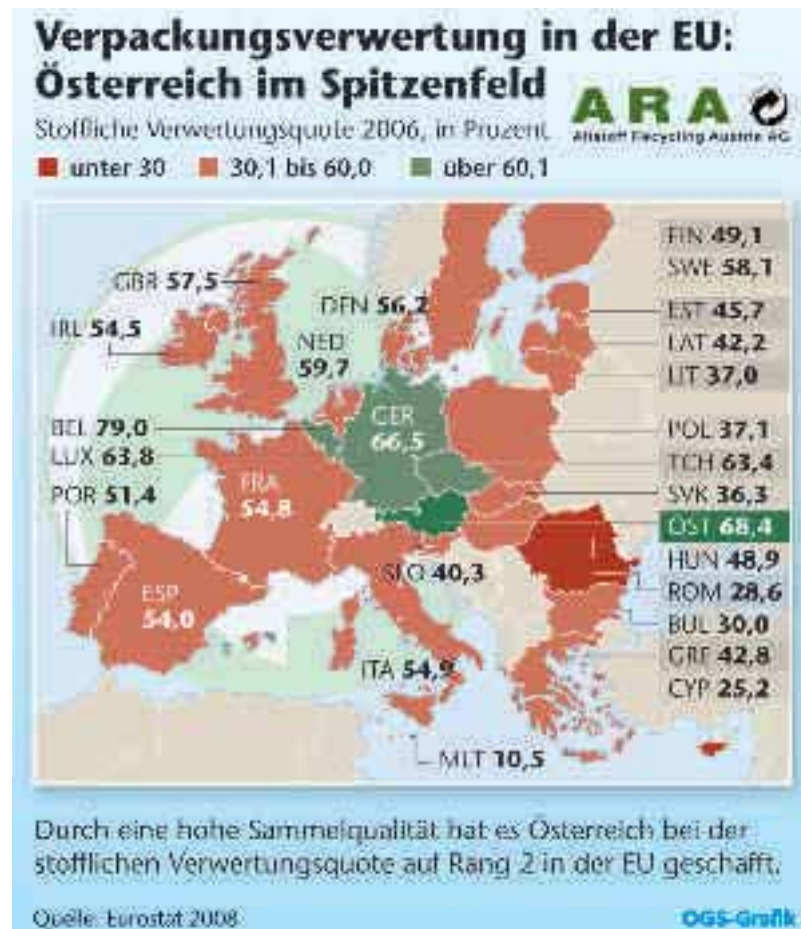 Verpackungsverwertung in der EU:
Österreich im Spitzenfeld
ARA
Altstoff Recycling Austria AG
Stoffliche Verwertungsquote 2006, in Prozent
unter 30 30,1 bis 60,0 über 60,1
FIN 49,1
SWE 58,1
GBR 57,5
DEN 56,2
EST 45,7
IRL 54,5
NED
59,7
LAT 42,2
LIT 37,0
BEL 79,0
GER
66,5
POL 37,1
LUX 63,8
TCH 63,4
POR 51,4
FRA
54,8
SVK 36,3
ÖST 68,4
HUN 48,9
SLO 40,3
ESP
54,0
ROM 28,6
BUL 30,0
ITA 54,9
GRE 42,8
CYP 25,2
MLT 10,5
Durch eine hohe Sammelqualität hat es Österreich bei der
stofflichen Verwertungsquote auf Rang 2 in der EU geschafft.
Quelle: Eurostat 2008 OGS-Grafik